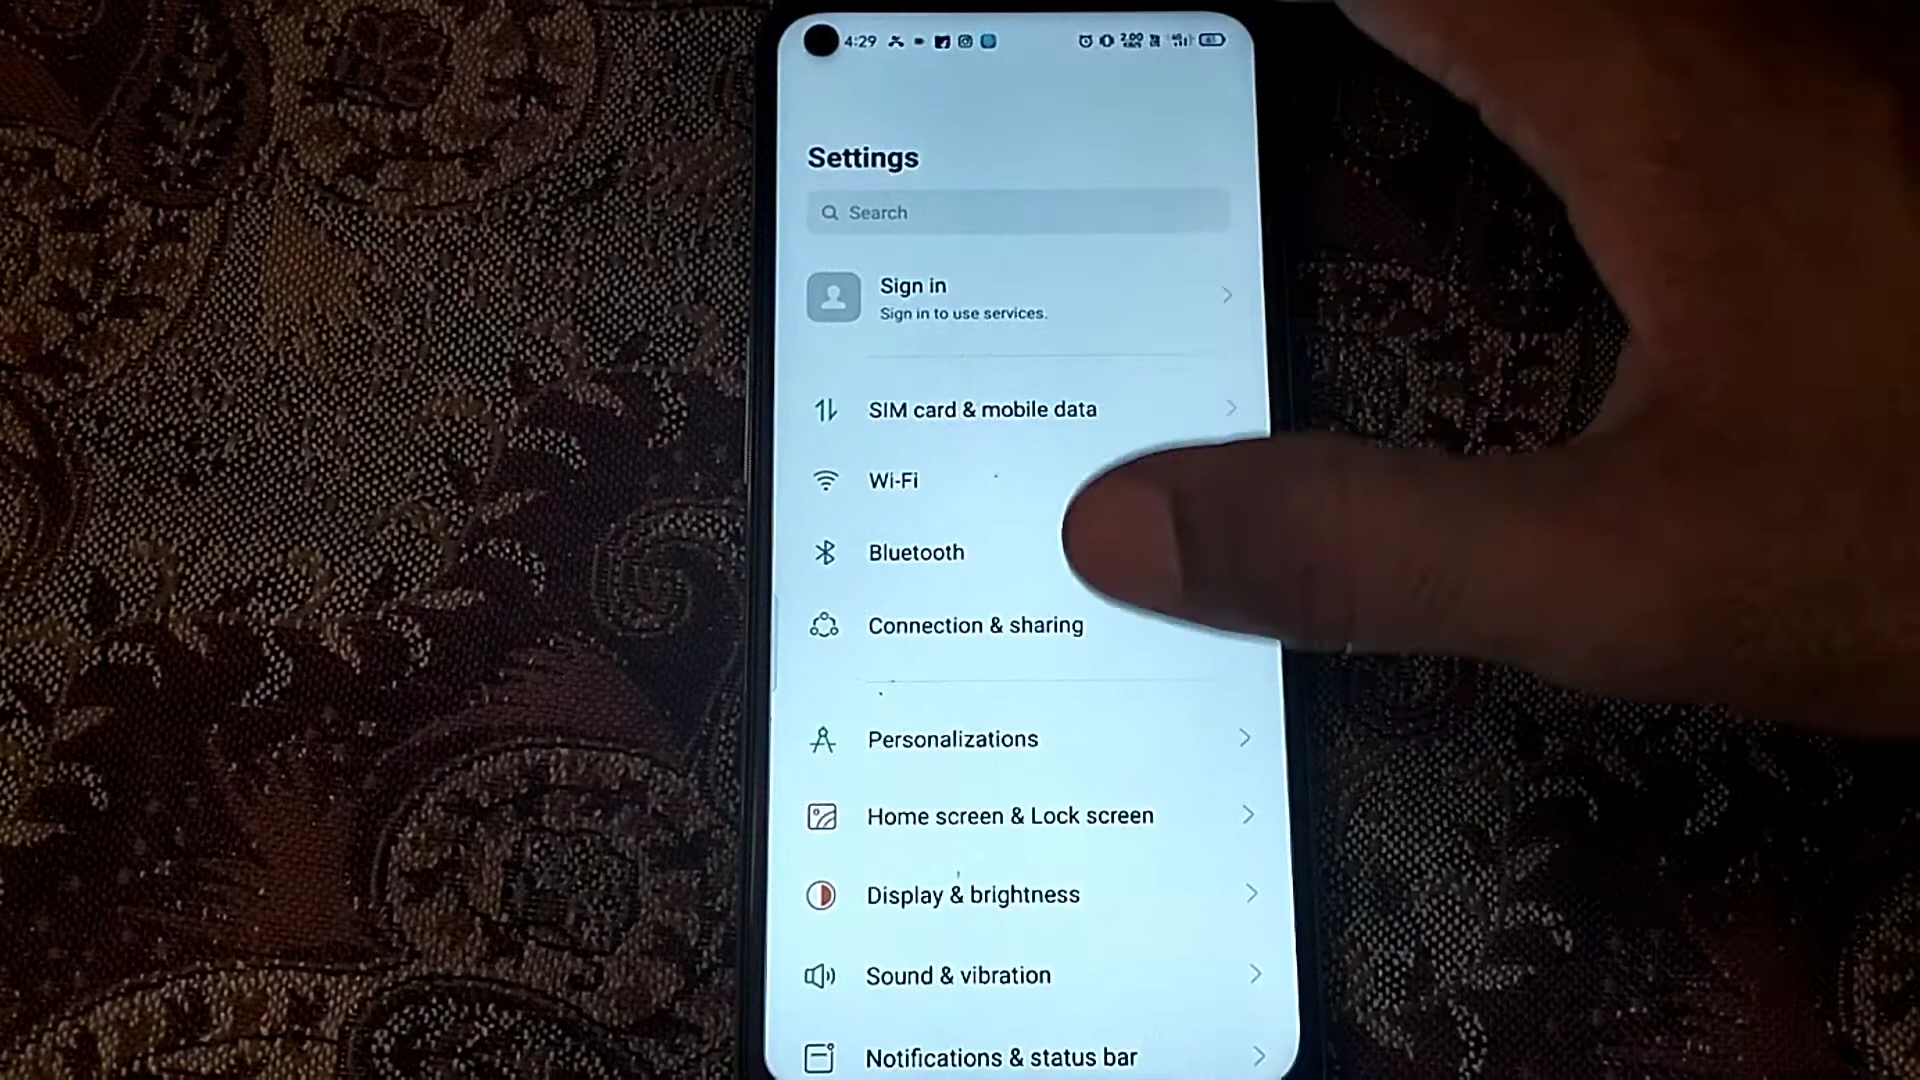 4:29
Settings
Search
Sign in
Sign in to use services.
SIM card & mobile data
Wi-Fi
Bluetooth
Connection & sharing
Personalizations
Home screen & Lock screen
Display & brightness
Sound & vibration
Notifications & status bar